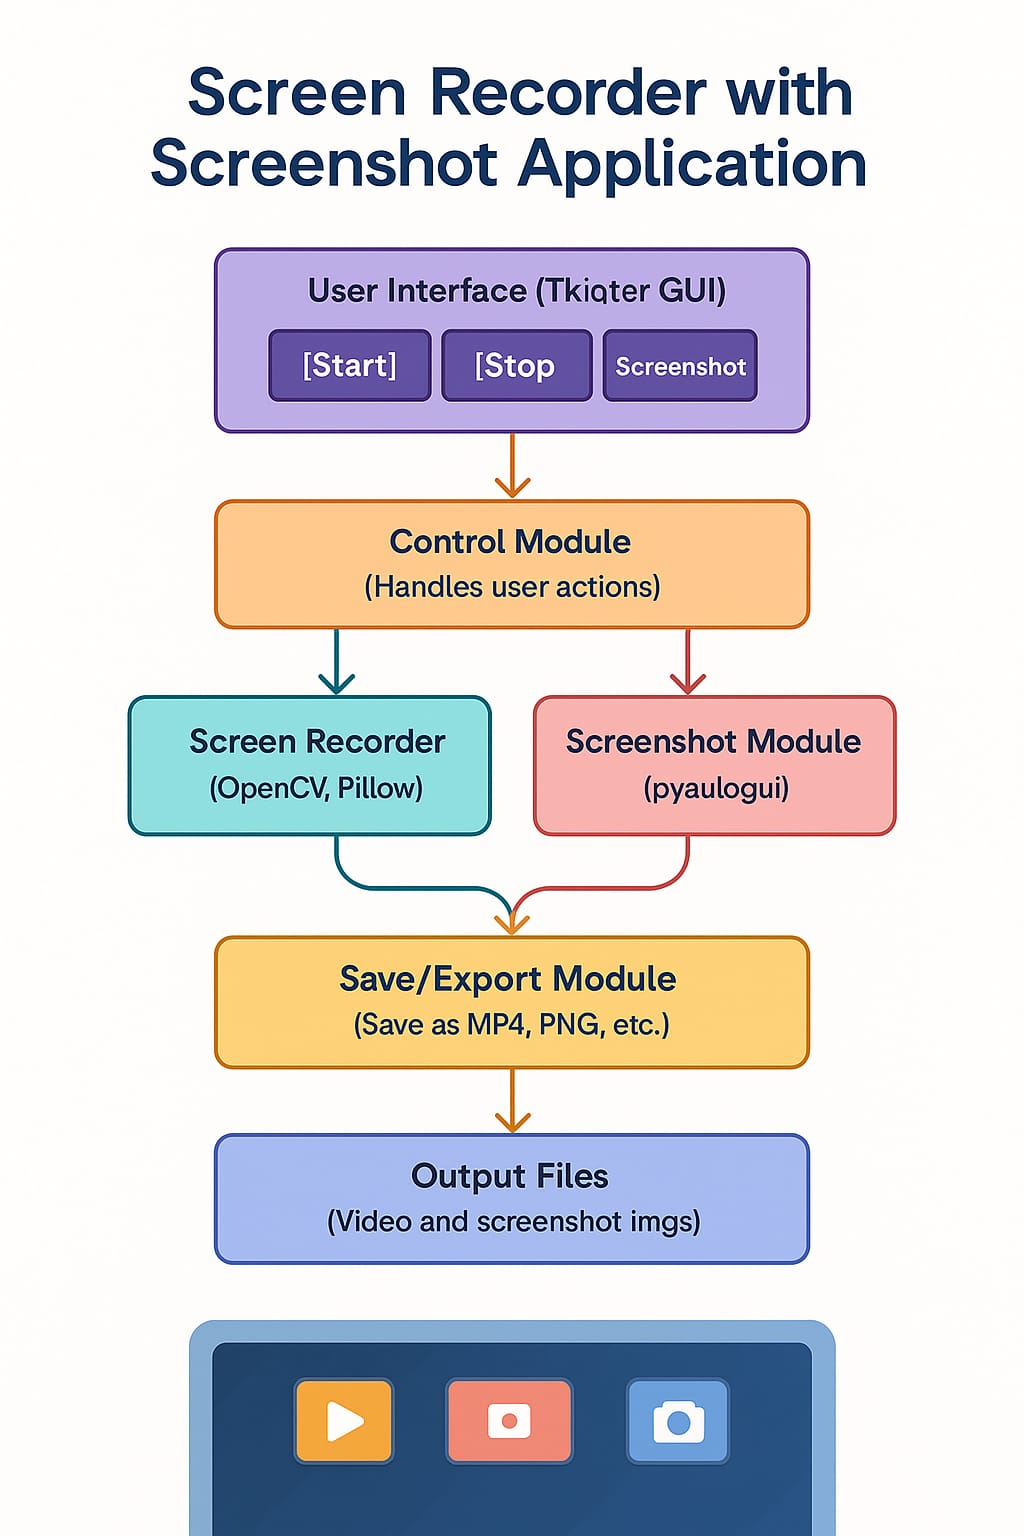 Screen Recorder with
Screenshot Application
User Interface (Tkiqter GUI)
[Start]
[Stop
Screenshot
Control Module
(Handles user actions)
Screen Recorder
(OpenCV, Pillow)
Screenshot Module
(pyaulogui)
Save/Export Module
(Save as MP4, PNG, etc.)
Output Files
(Video and screenshot imgs)